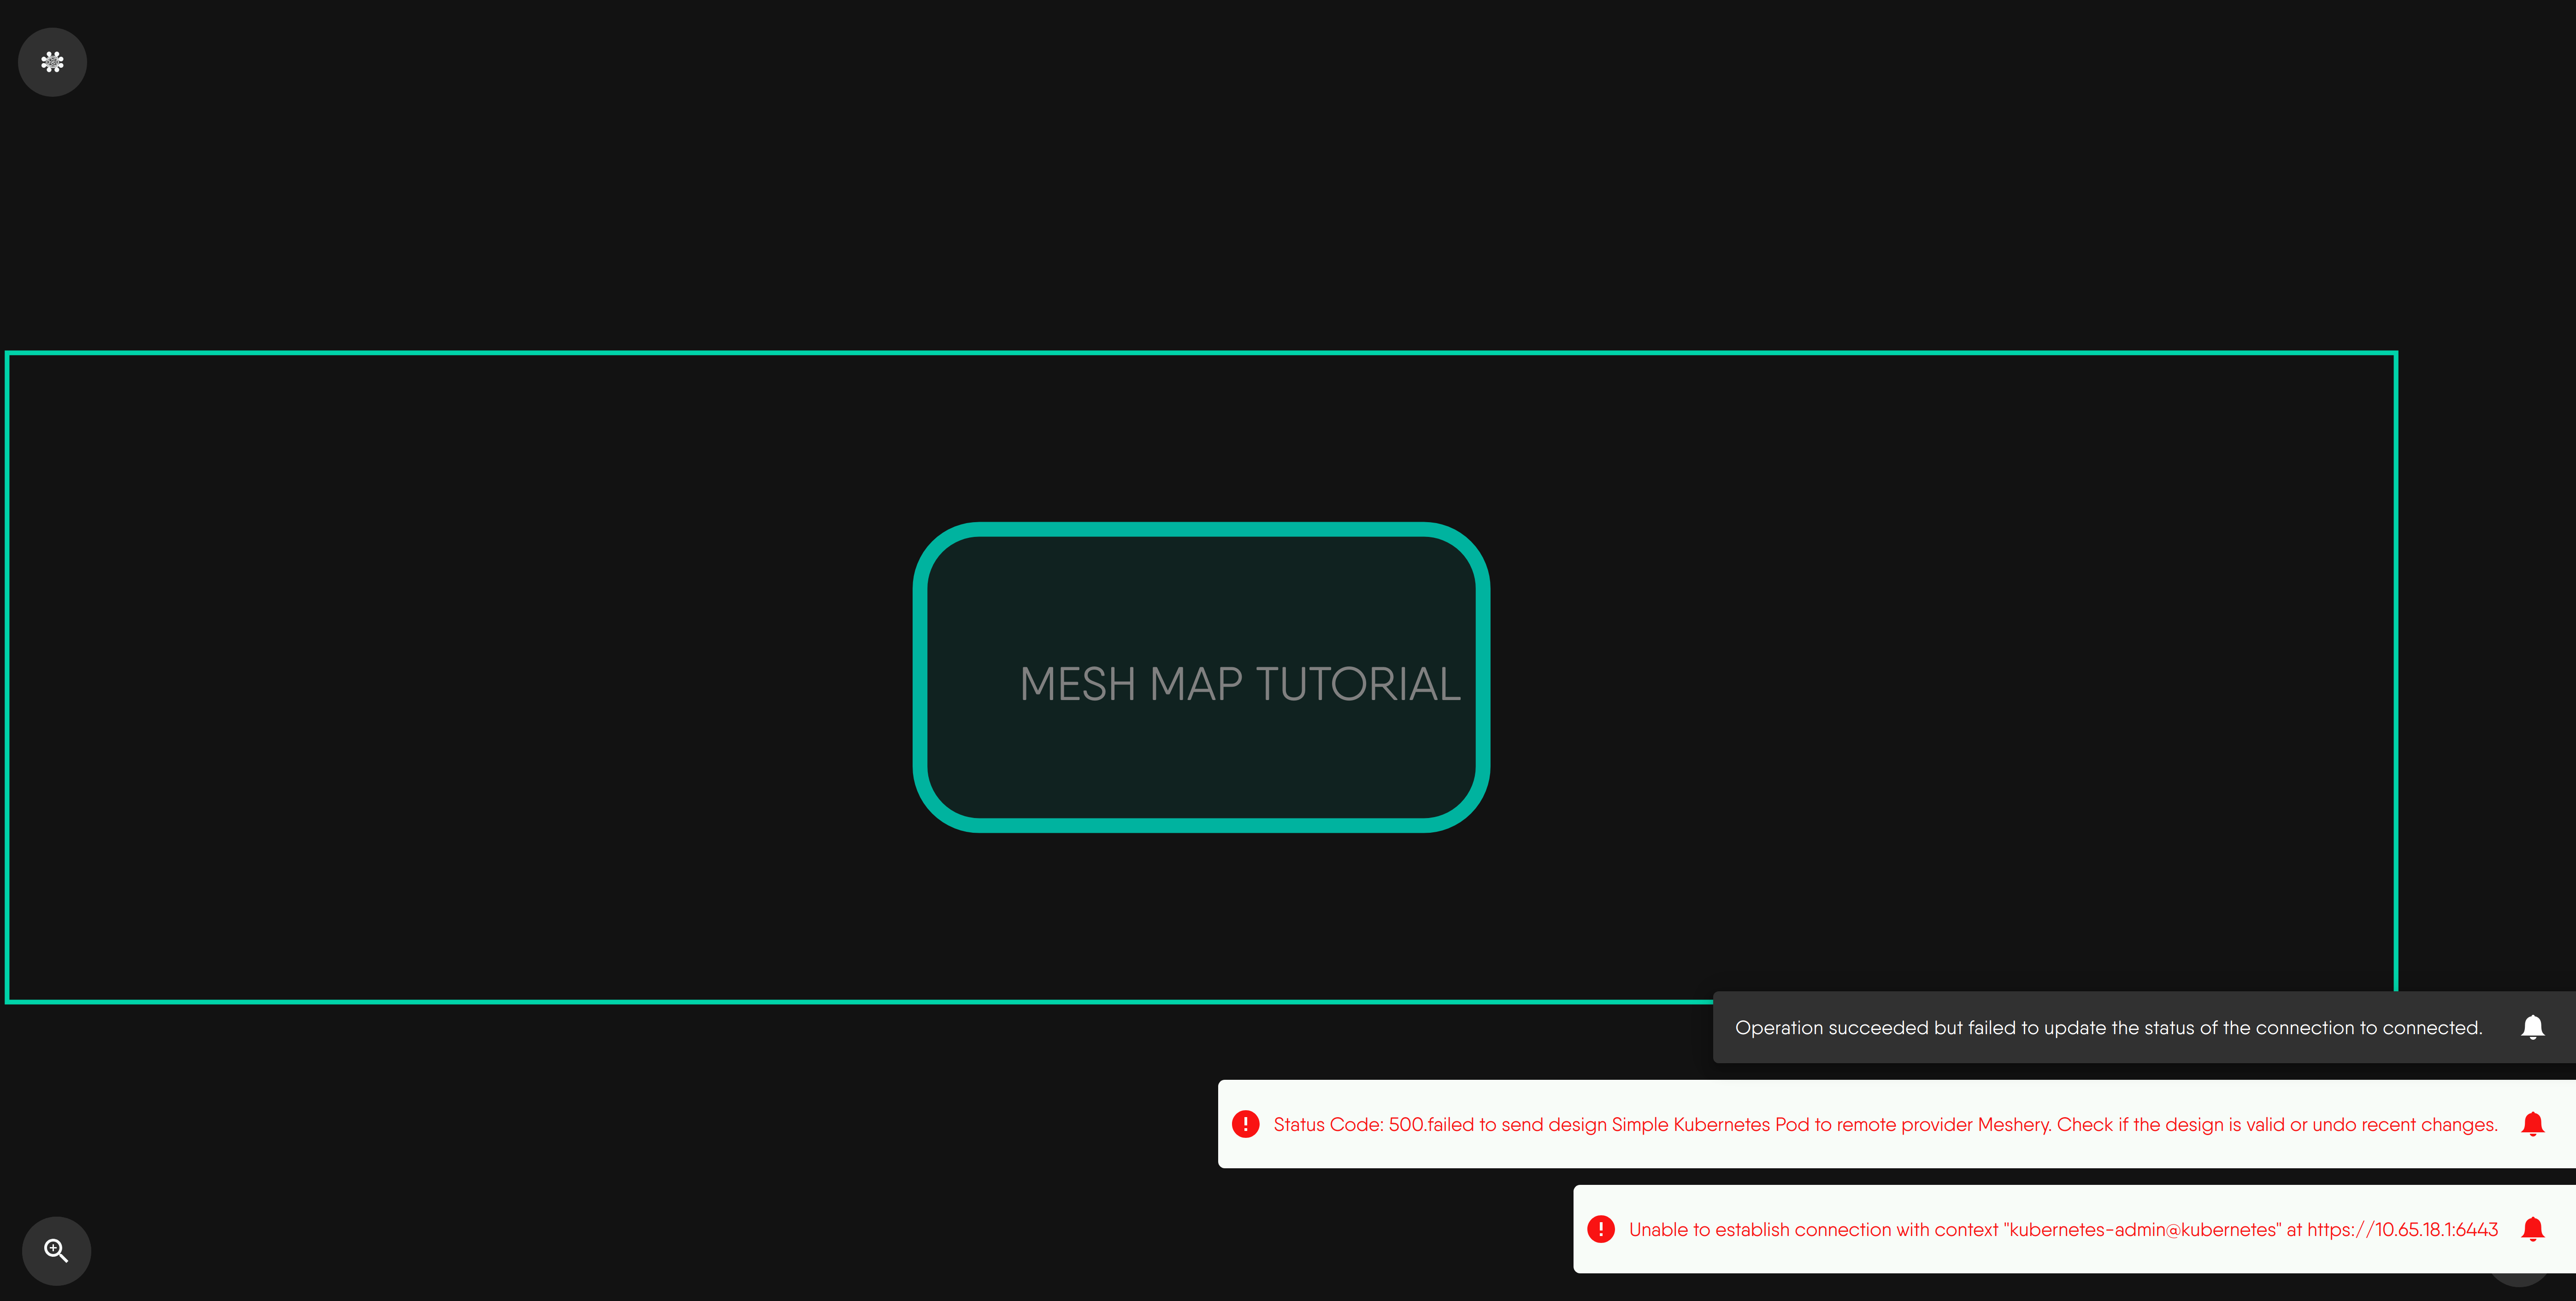 MESH MAP TUTORIAL
Operation succeeded but failed to update the status of the connection to connected.
Status Code: 500.failed to send design Simple Kubernetes Pod to remote provider Meshery. Check if the design is valid or undo recent changes.
Unable to establish connection with context "kubernetes-admin@kubernetes" at https://10.65.18.1:6443